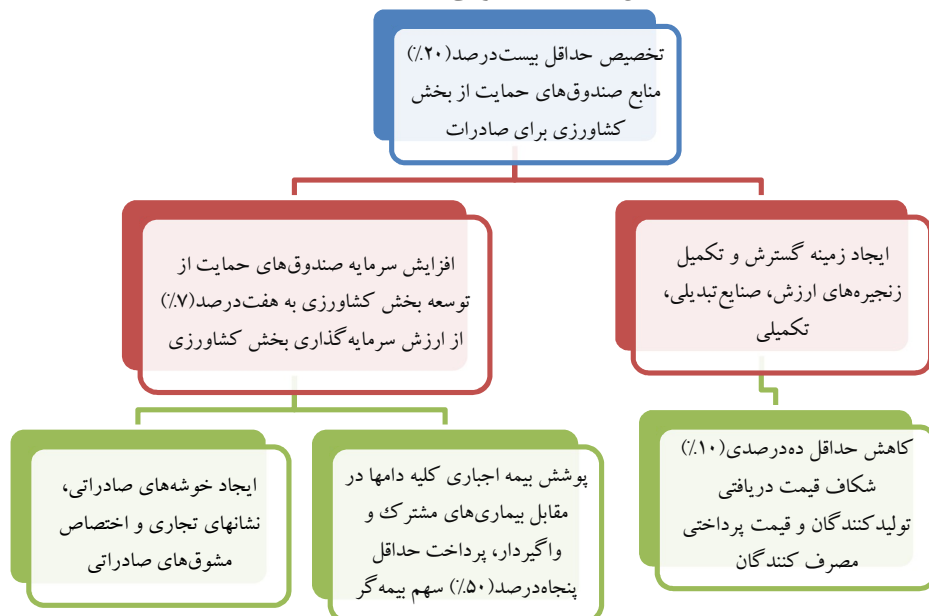 تخصیص حداقل بیست‌درصد(۲۰٪)
منابع صندوق‌های حمایت از بخش
کشاورزی برای صادرات
ایجاد زمینه گسترش و تکمیل
زنجیره‌های ارزش، صنایع‌تبدیلی،
تکمیلی
افزایش سرمایه صندوق‌های حمایت از
توسعه بخش کشاورزی به هفت‌درصد(۷٪)
از ارزش سرمایه‌گذاری بخش کشاورزی
کاهش حداقل ده‌درصدی(۱۰٪)
شکاف قیمت دریافتی
تولیدکنندگان و قیمت پرداختی
مصرف کنندگان
پوشش بیمه اجباری کلیه دامها در
مقابل بیماری‌های مشترک و
واگیردار، پرداخت حداقل
پنجاه‌درصد(۵۰٪) سهم بیمه‌گر
ایجاد خوشه‌های صادراتی،
نشانهای تجاری و اختصاص
مشوق‌های صادراتی